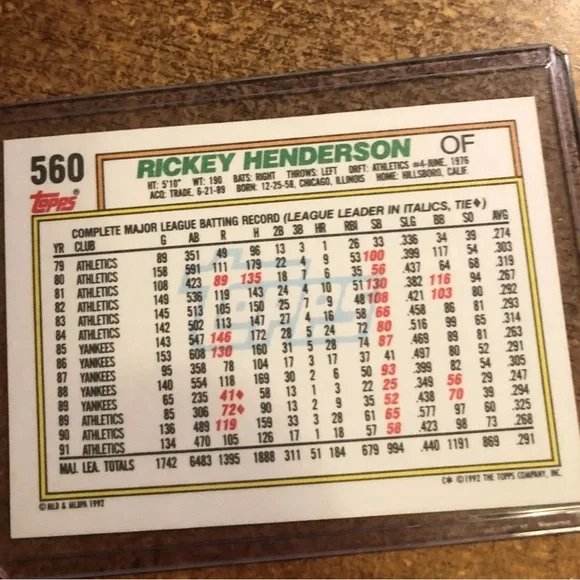 560
Topps
RICKEY HENDERSON OF
HT: 5'10" WT: 190 BATS: RIGHT THROWS: LEFT DRFT: ATHLETICS #4-JUNE, 1976
ACQ: TRADE, 6-21-89 BORN: 12-25-58, CHICAGO, ILLINOIS HOME: HILLSBORO, CALIF.
COMPLETE MAJOR LEAGUE BATTING RECORD (LEAGUE LEADER IN ITALICS, TIE♦)
YR CLUB G AB R H 2B 3B HR RBI SB SLG BB SO AVG
79 ATHLETICS 89 351 49 96 13 3 1 26 33 .336 34 39 .274
80 ATHLETICS 158 591 111 179 22 4 9 53 100 .399 117 54 .303
81 ATHLETICS 108 423 89 135 18 7 6 35 56 .437 64 68 .319
82 ATHLETICS 149 536 119 143 24 4 10 51 130 .382 116 94 .267
83 ATHLETICS 145 513 105 150 25 7 9 48 108 .421 103 80 .292
84 ATHLETICS 142 502 113 147 27 4 16 58 66 .458 86 81 .293
85 YANKEES 143 547 146 172 28 5 24 72 80 .516 99 65 .314
86 YANKEES 153 608 130 160 31 5 28 74 87 .469 89 81 .263
87 YANKEES 95 358 78 104 17 3 17 37 41 .497 80 52 .291
88 YANKEES 140 554 118 169 30 2 6 50 93 .399 82 54 .305
89 YANKEES 65 235 41♦ 58 13 1 3 22 25 .349 56 29 .247
89 ATHLETICS 85 306 72♦ 90 13 2 9 35 52 .438 70 39 .294
90 ATHLETICS 136 489 119 159 33 3 28 61 65 .577 97 60 .325
91 ATHLETICS 134 470 105 126 17 1 18 57 58 .423 98 73 .268
MAJ. LEA. TOTALS 1742 6483 1395 1888 311 51 184 679 994 .440 1191 869 .291
Topps
© MLB & MLBPA 1992
C* © 1992 THE TOPPS COMPANY, INC.